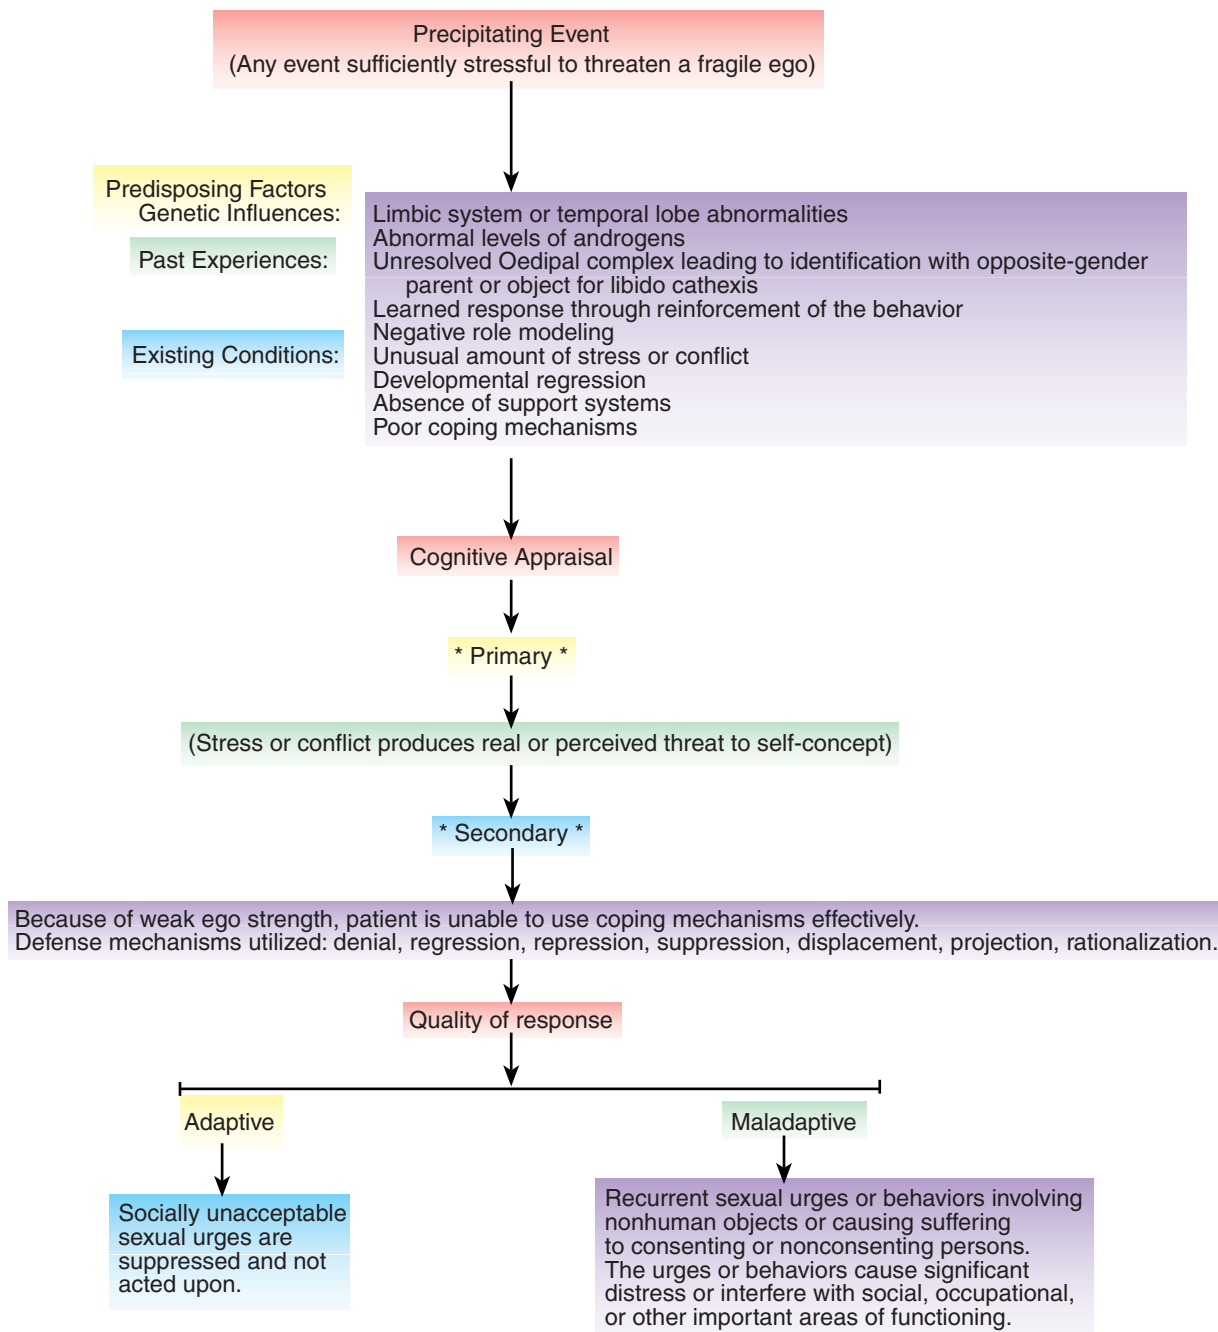 Precipitating Event
(Any event sufficiently stressful to threaten a fragile ego)
Predisposing Factors
Genetic Influences:
Limbic system or temporal lobe abnormalities
Abnormal levels of androgens
Past Experiences:
Unresolved Oedipal complex leading to identification with opposite-gender
parent or object for libido cathexis
Learned response through reinforcement of the behavior
Negative role modeling
Existing Conditions:
Unusual amount of stress or conflict
Developmental regression
Absence of support systems
Poor coping mechanisms
Cognitive Appraisal
* Primary *
(Stress or conflict produces real or perceived threat to self-concept)
* Secondary *
Because of weak ego strength, patient is unable to use coping mechanisms effectively.
Defense mechanisms utilized: denial, regression, repression, suppression, displacement, projection, rationalization.
Quality of response
Adaptive
Socially unacceptable
sexual urges are
suppressed and not
acted upon.
Maladaptive
Recurrent sexual urges or behaviors involving
nonhuman objects or causing suffering
to consenting or nonconsenting persons.
The urges or behaviors cause significant
distress or interfere with social, occupational,
or other important areas of functioning.